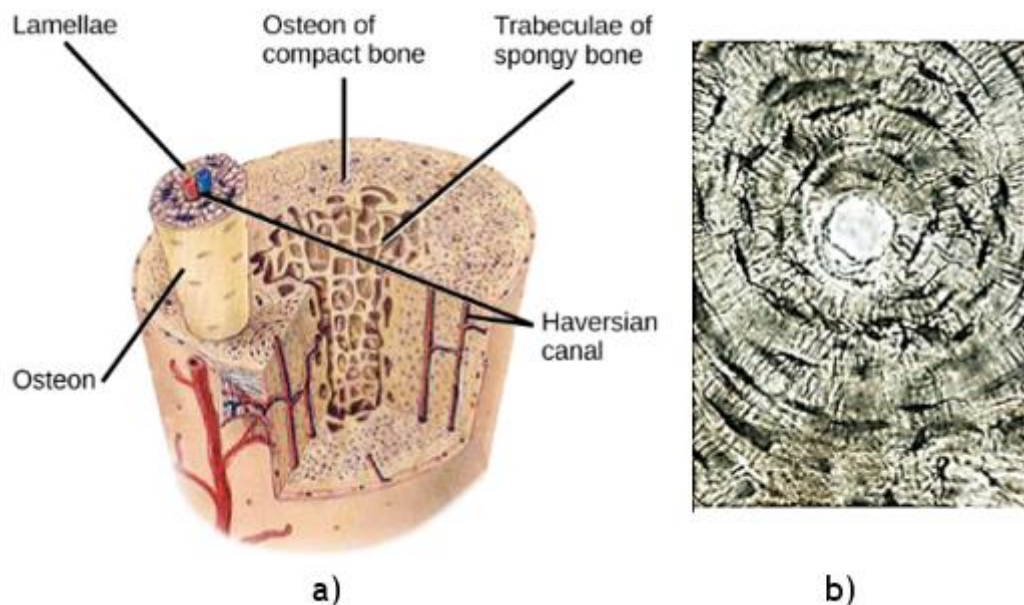 Lamellae
Osteon of
compact bone
Trabeculae of
spongy bone
Haversian
canal
Osteon
a)
b)